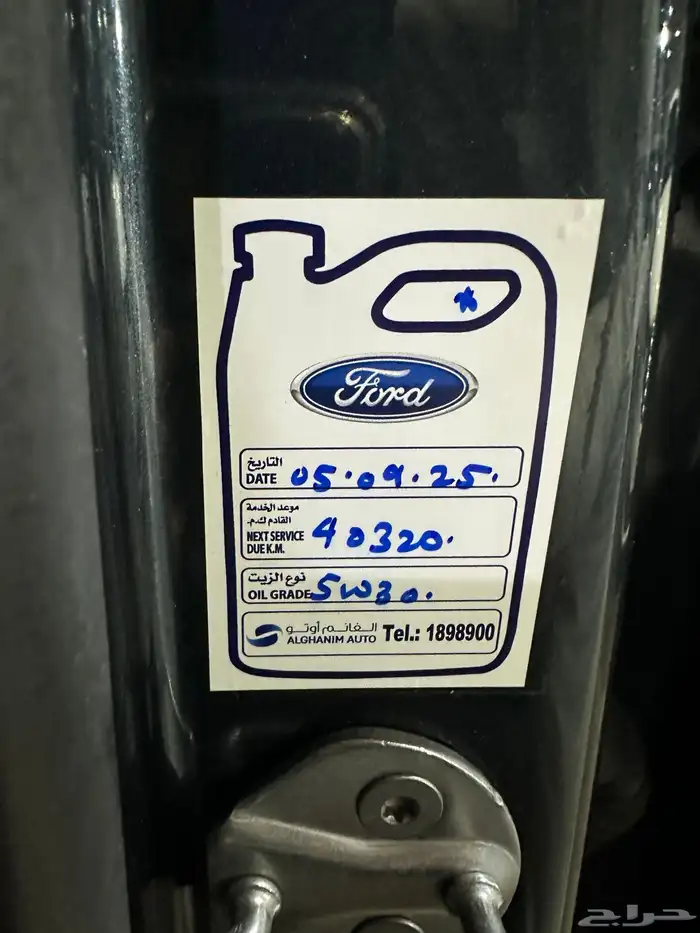 Ford
التاريخ
DATE 05.09.25.
موعد الخدمة
القادم ك.م.
NEXT SERVICE
DUE K.M. 40320.
نوع الزيت
OIL GRADE 5W30.
الغانم أوتو
ALGHANIM AUTO Tel.: 1898900
حراج